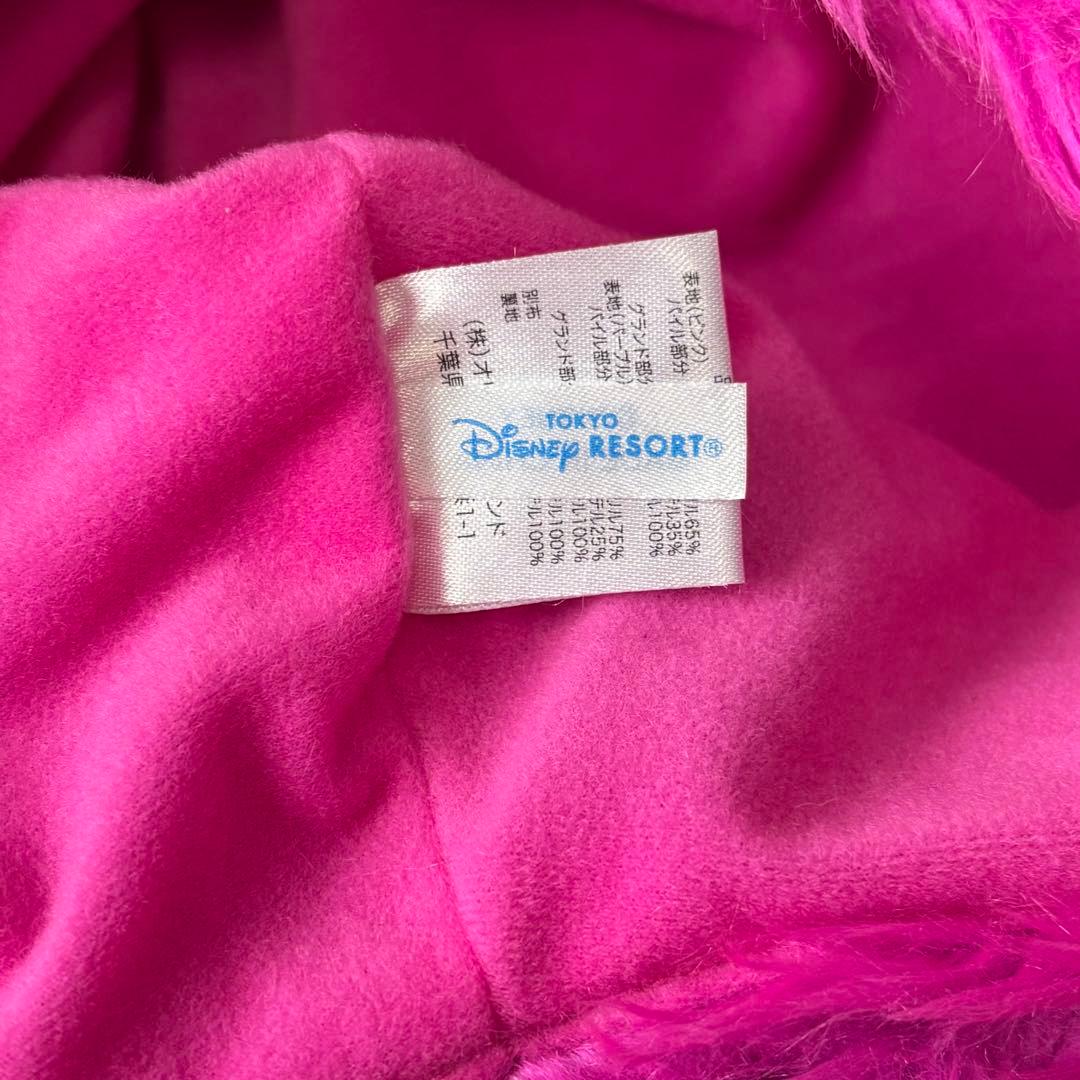 TOKYO
Disney RESORT®
表地(ピンク)
パイル部分
ル65%
ル35%
グランド部分
ル100%
表地(パープル)
パイル部分
リル75%
テル25%
グランド部
ル100%
別布
ル100%
裏地
ル100%
(株)オ
ンド
千葉県
1-1